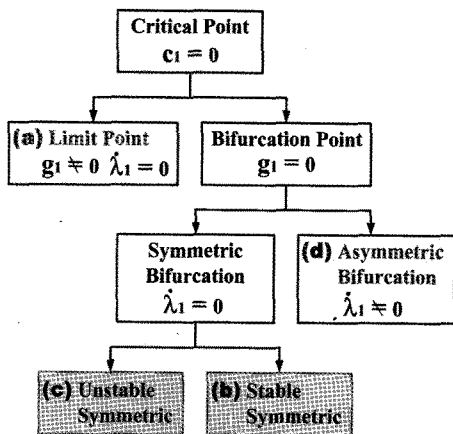 Critical Point
c₁ = 0
(a) Limit Point
g₁ ≒ 0 λ̇₁ = 0
Bifurcation Point
g₁ = 0
Symmetric
Bifurcation
λ̇₁ = 0
(d) Asymmetric
Bifurcation
λ̇₁ ≒ 0
(c) Unstable
Symmetric
(b) Stable
Symmetric